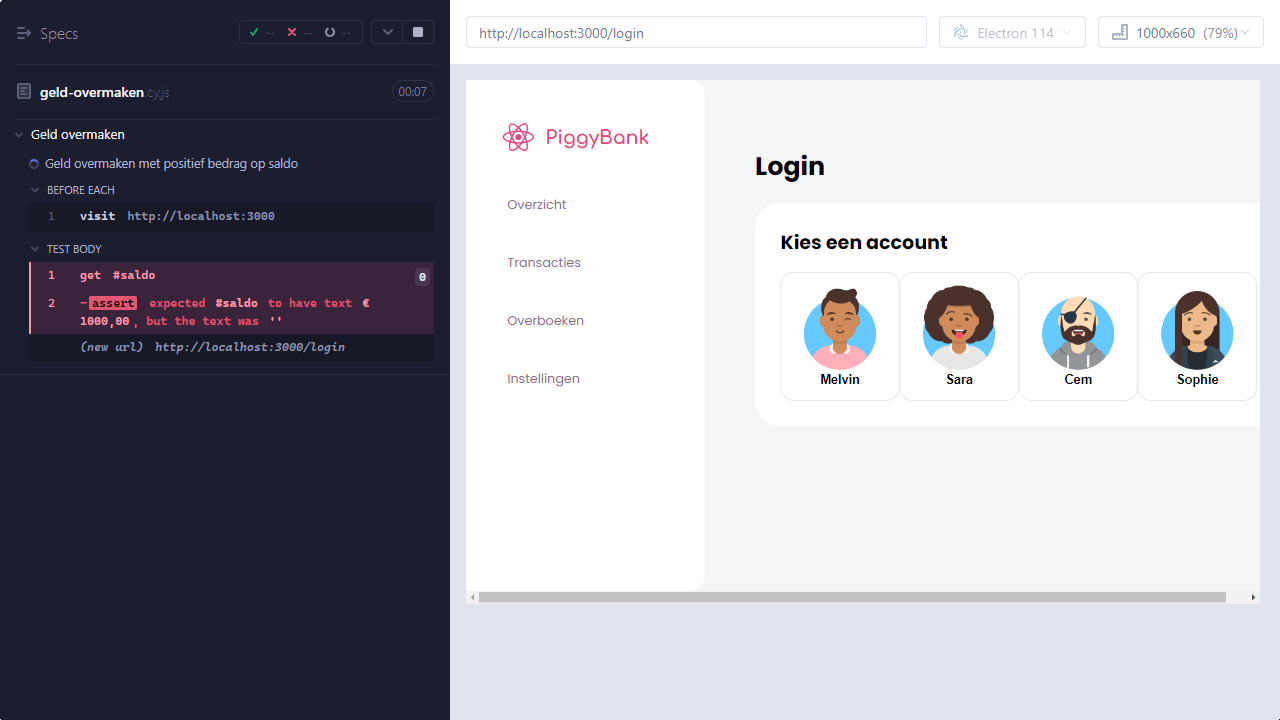 Specs
-- -- --
geld-overmaken.cy.js 00:07
Geld overmaken
Geld overmaken met positief bedrag op saldo
BEFORE EACH
1 visit http://localhost:3000
TEST BODY
1 get #saldo 0
2 -assert expected #saldo to have text €
1000,00, but the text was ''
(new url) http://localhost:3000/login
http://localhost:3000/login
Electron 114
1000x660 (79%)
PiggyBank
Overzicht
Transacties
Overboeken
Instellingen
Login
Kies een account
Melvin
Sara
Cem
Sophie